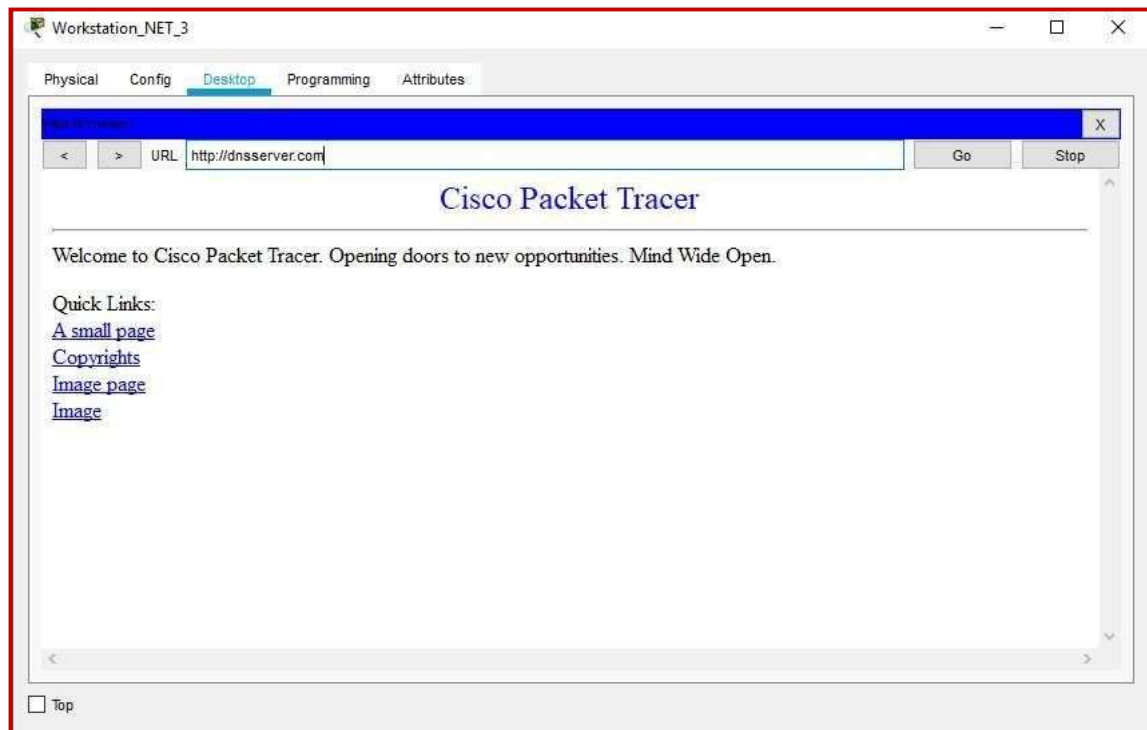 Workstation_NET_3
Physical Config Desktop Programming Attributes
X
< > URL http://dnsserver.com Go Stop
Cisco Packet Tracer
Welcome to Cisco Packet Tracer. Opening doors to new opportunities. Mind Wide Open.
Quick Links:
A small page
Copyrights
Image page
Image
Top